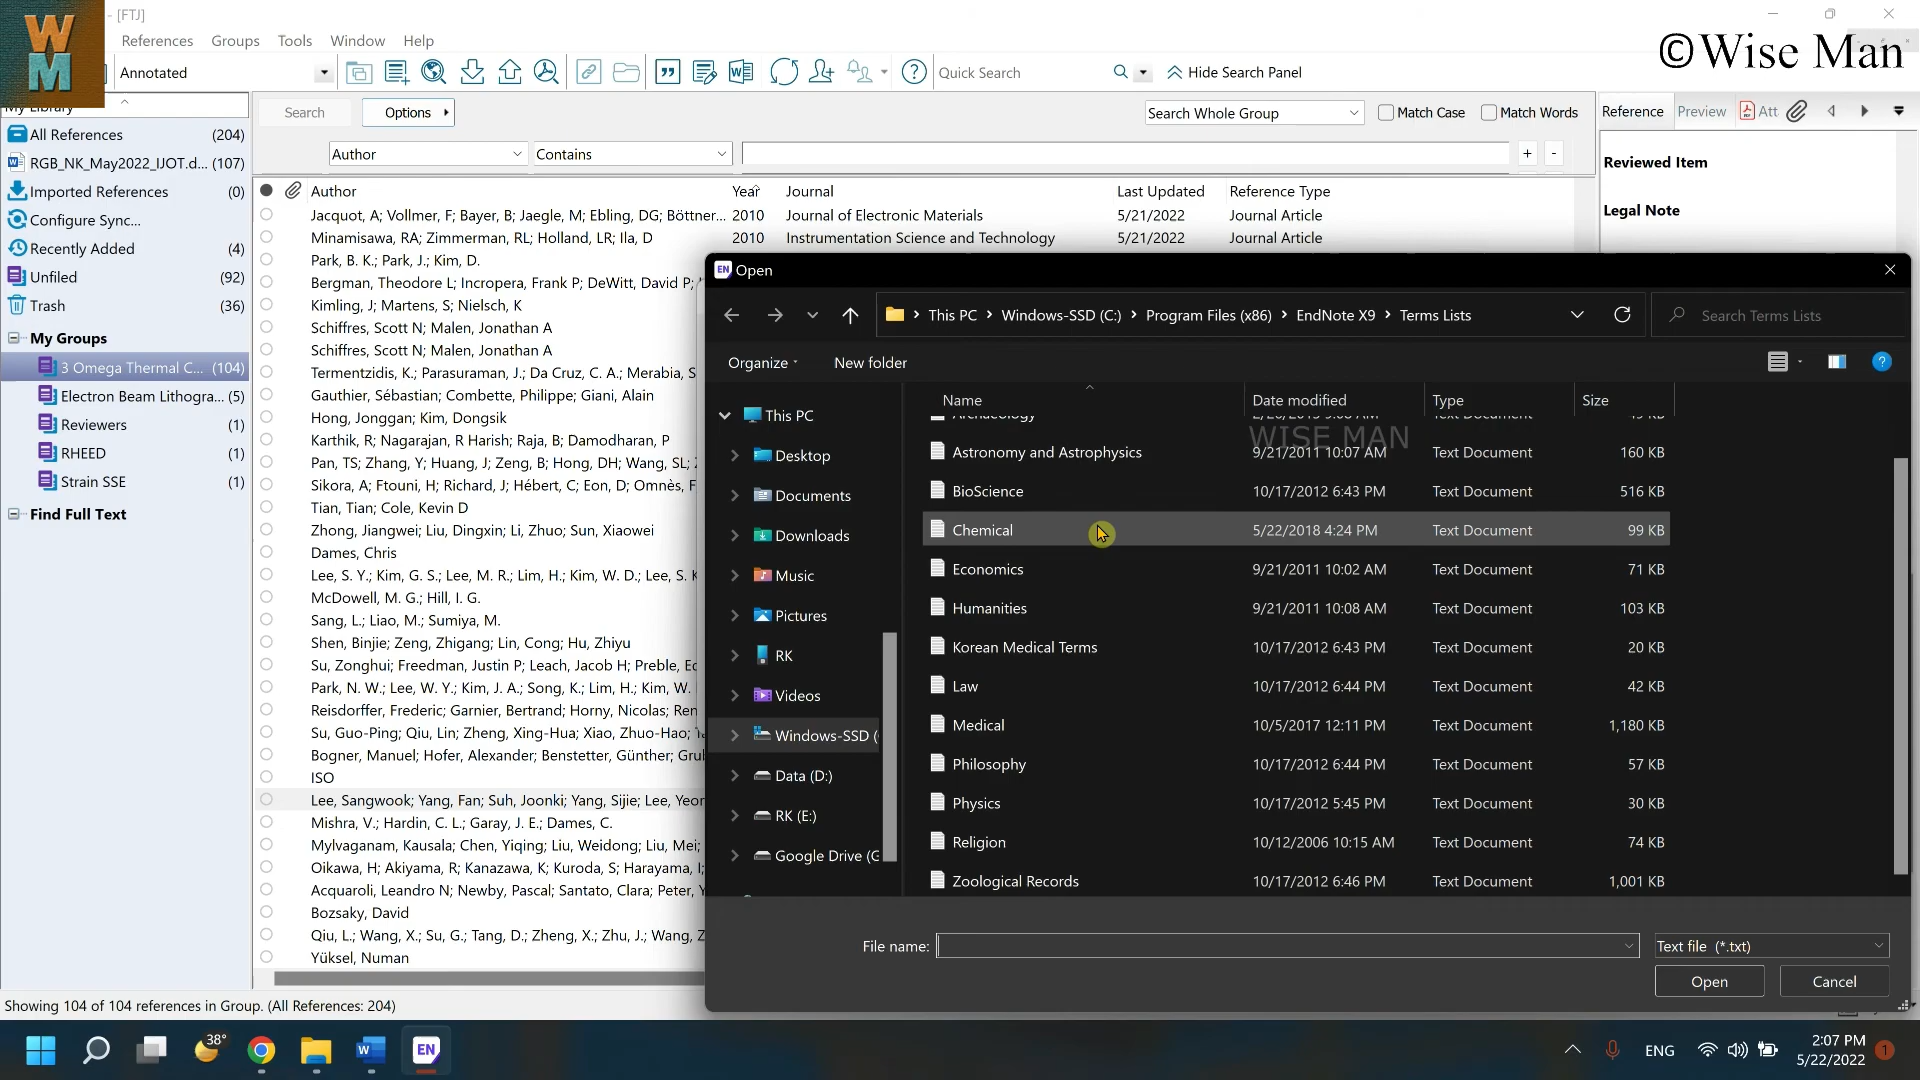 WM
- [FTJ]
©Wise Man
References Groups Tools Window Help
Annotated
Quick Search
Hide Search Panel
My Library
All References (204)
RGB_NK_May2022_IJOT.d... (107)
Imported References (0)
Configure Sync...
Recently Added (4)
Unfiled (92)
Trash (36)
My Groups
3 Omega Thermal C... (104)
Electron Beam Lithogra... (5)
Reviewers (1)
RHEED (1)
Strain SSE (1)
Find Full Text
Search Options Search Whole Group Match Case Match Words
Author Contains + -
Author Year Journal Last Updated Reference Type
Jacquot, A; Vollmer, F; Bayer, B; Jaegle, M; Ebling, DG; Böttner... 2010 Journal of Electronic Materials 5/21/2022 Journal Article
Minamisawa, RA; Zimmerman, RL; Holland, LR; Ila, D 2010 Instrumentation Science and Technology 5/21/2022 Journal Article
Park, B. K.; Park, J.; Kim, D.
Bergman, Theodore L; Incropera, Frank P; DeWitt, David P;
Kimling, J; Martens, S; Nielsch, K
Schiffres, Scott N; Malen, Jonathan A
Schiffres, Scott N; Malen, Jonathan A
Termentzidis, K.; Parasuraman, J.; Da Cruz, C. A.; Merabia, S
Gauthier, Sébastian; Combette, Philippe; Giani, Alain
Hong, Jonggan; Kim, Dongsik
Karthik, R; Nagarajan, R Harish; Raja, B; Damodharan, P
Pan, TS; Zhang, Y; Huang, J; Zeng, B; Hong, DH; Wang, SL;
Sikora, A; Ftouni, H; Richard, J; Hébert, C; Eon, D; Omnès, F
Tian, Tian; Cole, Kevin D
Zhong, Jiangwei; Liu, Dingxin; Li, Zhuo; Sun, Xiaowei
Dames, Chris
Lee, S. Y.; Kim, G. S.; Lee, M. R.; Lim, H.; Kim, W. D.; Lee, S. K
McDowell, M. G.; Hill, I. G.
Sang, L.; Liao, M.; Sumiya, M.
Shen, Binjie; Zeng, Zhigang; Lin, Cong; Hu, Zhiyu
Su, Zonghui; Freedman, Justin P; Leach, Jacob H; Preble, Ed
Park, N. W.; Lee, W. Y.; Kim, J. A.; Song, K.; Lim, H.; Kim, W.
Reisdorffer, Frederic; Garnier, Bertrand; Horny, Nicolas; Ren
Su, Guo-Ping; Qiu, Lin; Zheng, Xing-Hua; Xiao, Zhuo-Hao;
Bogner, Manuel; Hofer, Alexander; Benstetter, Günther; Gru
ISO
Lee, Sangwook; Yang, Fan; Suh, Joonki; Yang, Sijie; Lee, Yeor
Mishra, V.; Hardin, C. L.; Garay, J. E.; Dames, C.
Mylvaganam, Kausala; Chen, Yiqing; Liu, Weidong; Liu, Mei;
Oikawa, H; Akiyama, R; Kanazawa, K; Kuroda, S; Harayama, I;
Acquaroli, Leandro N; Newby, Pascal; Santato, Clara; Peter, Y
Bozsaky, David
Qiu, L.; Wang, X.; Su, G.; Tang, D.; Zheng, X.; Zhu, J.; Wang, Z
Yüksel, Numan
Showing 104 of 104 references in Group. (All References: 204)
Reference Preview Att
Reviewed Item
Legal Note
EN Open
This PC > Windows-SSD (C:) > Program Files (x86) > EndNote X9 > Terms Lists
Search Terms Lists
Organize New folder
This PC
Desktop
Documents
Downloads
Music
Pictures
RK
Videos
Windows-SSD (
Data (D:)
RK (E:)
Google Drive (G
Name Date modified Type Size
WISE MAN
Astronomy and Astrophysics 9/21/2011 10:07 AM Text Document 160 KB
BioScience 10/17/2012 6:43 PM Text Document 516 KB
Chemical 5/22/2018 4:24 PM Text Document 99 KB
Economics 9/21/2011 10:02 AM Text Document 71 KB
Humanities 9/21/2011 10:08 AM Text Document 103 KB
Korean Medical Terms 10/17/2012 6:43 PM Text Document 20 KB
Law 10/17/2012 6:44 PM Text Document 42 KB
Medical 10/5/2017 12:11 PM Text Document 1,180 KB
Philosophy 10/17/2012 6:44 PM Text Document 57 KB
Physics 10/17/2012 5:45 PM Text Document 30 KB
Religion 10/12/2006 10:15 AM Text Document 74 KB
Zoological Records 10/17/2012 6:46 PM Text Document 1,001 KB
File name:
Text file (*.txt)
Open Cancel
38°
EN
ENG
2:07 PM
5/22/2022
1